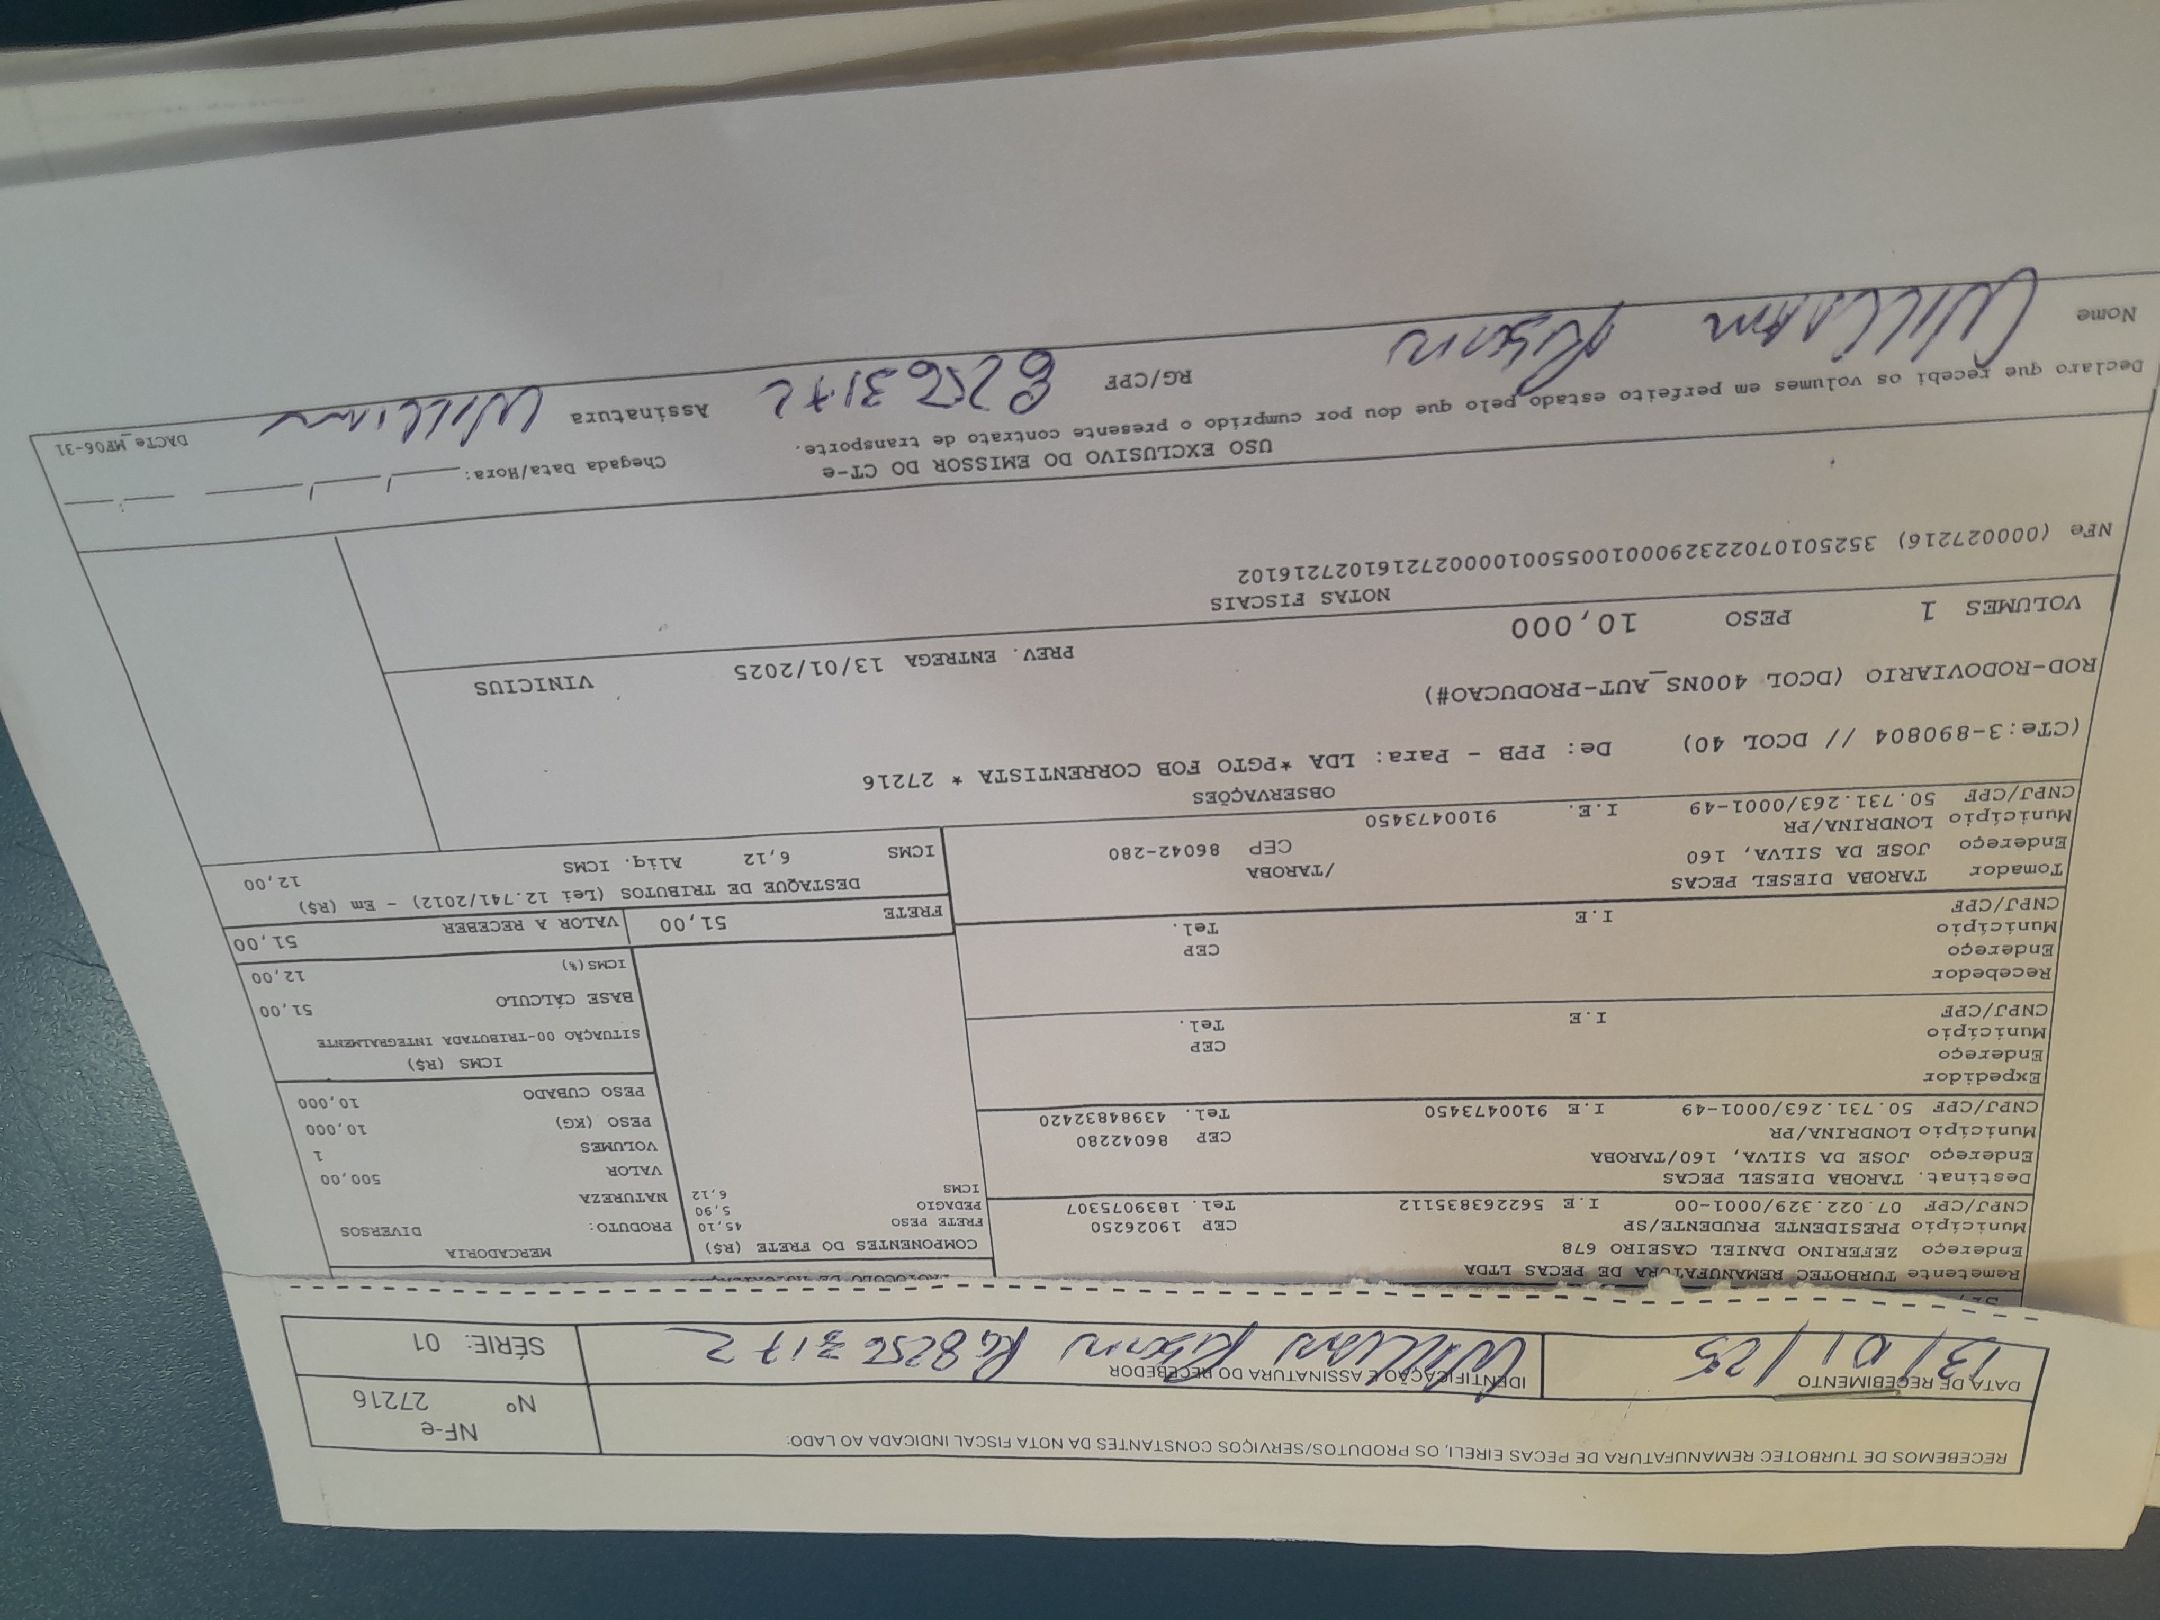 RECEBEMOS DE TURBOTEC REMANUFATURA DE PECAS EIRELI, OS PRODUTOS/SERVIÇOS CONSTANTES DA NOTA FISCAL INDICADA AO LADO:
NF-e
Nº 27216
SÉRIE: 01
DATA DE RECEBIMENTO
13/01/25
IDENTIFICAÇÃO E ASSINATURA DO RECEBEDOR
RG 82563172
Remetente TURBOTEC REMANUFATURA DE PECAS LTDA
Endereço ZEFERINO DANIEL CASEIRO 678
Município PRESIDENTE PRUDENTE/SP CEP 19026250
CNPJ/CPF 07.022.329/0001-00 I.E 562263835112 Tel. 1839075307
Destinat. TAROBA DIESEL PECAS
Endereço JOSE DA SILVA, 160/TAROBA
Município LONDRINA/PR CEP 86042280
CNPJ/CPF 50.731.263/0001-49 I.E 9100473450 Tel. 43984832420
Expedidor
Endereço
Município CEP
CNPJ/CPF I.E Tel.
Recebedor
Endereço
Município CEP
CNPJ/CPF I.E Tel.
Tomador TAROBA DIESEL PECAS
Endereço JOSE DA SILVA, 160 /TAROBA
Município LONDRINA/PR CEP 86042-280
CNPJ/CPF 50.731.263/0001-49 I.E. 9100473450
COMPONENTES DO FRETE (R$)
FRETE PESO 45,10
PEDAGIO 5,90
ICMS 6,12
MERCADORIA
PRODUTO: DIVERSOS
NATUREZA
VALOR 500,00
VOLUMES 1
PESO (KG) 10,000
PESO CUBADO 10,000
ICMS (R$)
SITUAÇÃO 00-TRIBUTADA INTEGRALMENTE
BASE CÁLCULO 51,00
ICMS(%) 12,00
FRETE 51,00 VALOR A RECEBER 51,00
DESTAQUE DE TRIBUTOS (Lei 12.741/2012) - Em (R$)
ICMS 6,12 Aliq. ICMS 12,00
OBSERVAÇÕES
(CTe:3-890804 // DCOL 40) De: PPB - Para: LDA *PGTO FOB CORRENTISTA * 27216
ROD-RODOVIARIO (DCOL 400NS_AUT-PRODUCAO#)
VOLUMES 1 PESO 10,000 PREV. ENTREGA 13/01/2025 VINICIUS
NOTAS FISCAIS
NFe (000027216) 35250107022329000100550010000272161027216102
USO EXCLUSIVO DO EMISSOR DO CT-e
Declaro que recebi os volumes em perfeito estado pelo que dou por cumprido o presente contrato de transporte.
Chegada Data/Hora: ___/___/___ __:__
Nome WILLIAM RG/CPF 82563172 Assinatura WILLIAM
DACTe_MF06-31